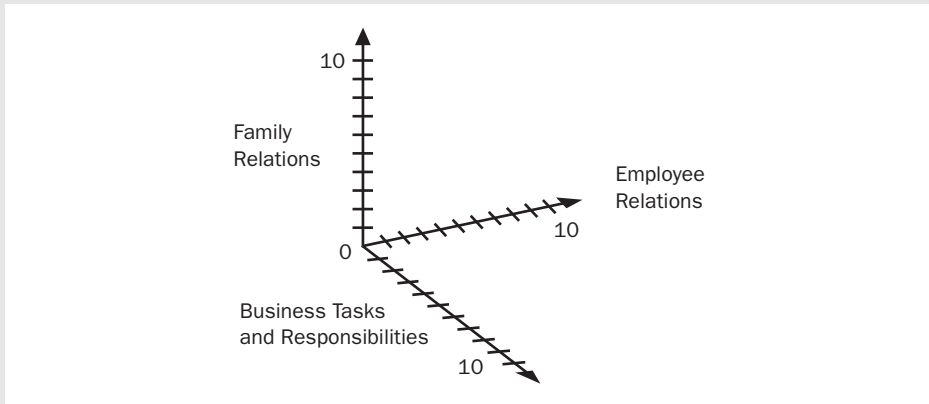 10
Family
Relations
Employee
Relations
10
0
Business Tasks
and Responsibilities
10